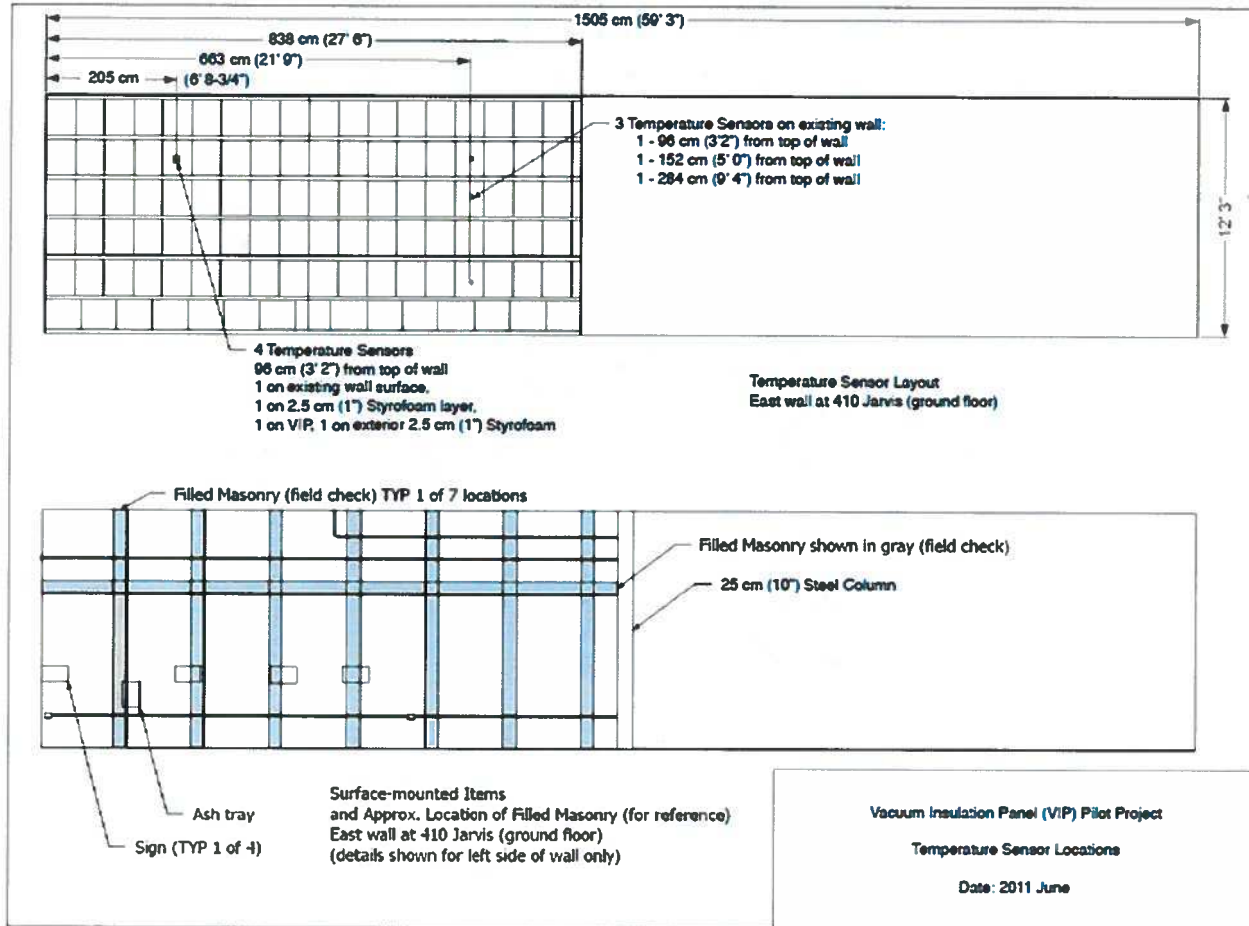 1505 cm (59' 3")
838 cm (27' 6")
663 cm (21' 9")
205 cm
(6' 8-3/4")
3 Temperature Sensors on existing wall:
1 - 96 cm (3'2") from top of wall
1 - 152 cm (5' 0") from top of wall
1 - 284 cm (9' 4") from top of wall
12' 3"
4 Temperature Sensors
96 cm (3' 2") from top of wall
1 on existing wall surface,
1 on 2.5 cm (1") Styrofoam layer,
1 on VIP, 1 on exterior 2.5 cm (1") Styrofoam
Temperature Sensor Layout
East wall at 410 Jarvis (ground floor)
Filled Masonry (field check) TYP 1 of 7 locations
Filled Masonry shown in gray (field check)
25 cm (10") Steel Column
Ash tray
Sign (TYP 1 of 4)
Surface-mounted Items
and Approx. Location of Filled Masonry (for reference)
East wall at 410 Jarvis (ground floor)
(details shown for left side of wall only)
Vacuum Insulation Panel (VIP) Pilot Project
Temperature Sensor Locations
Date: 2011 June